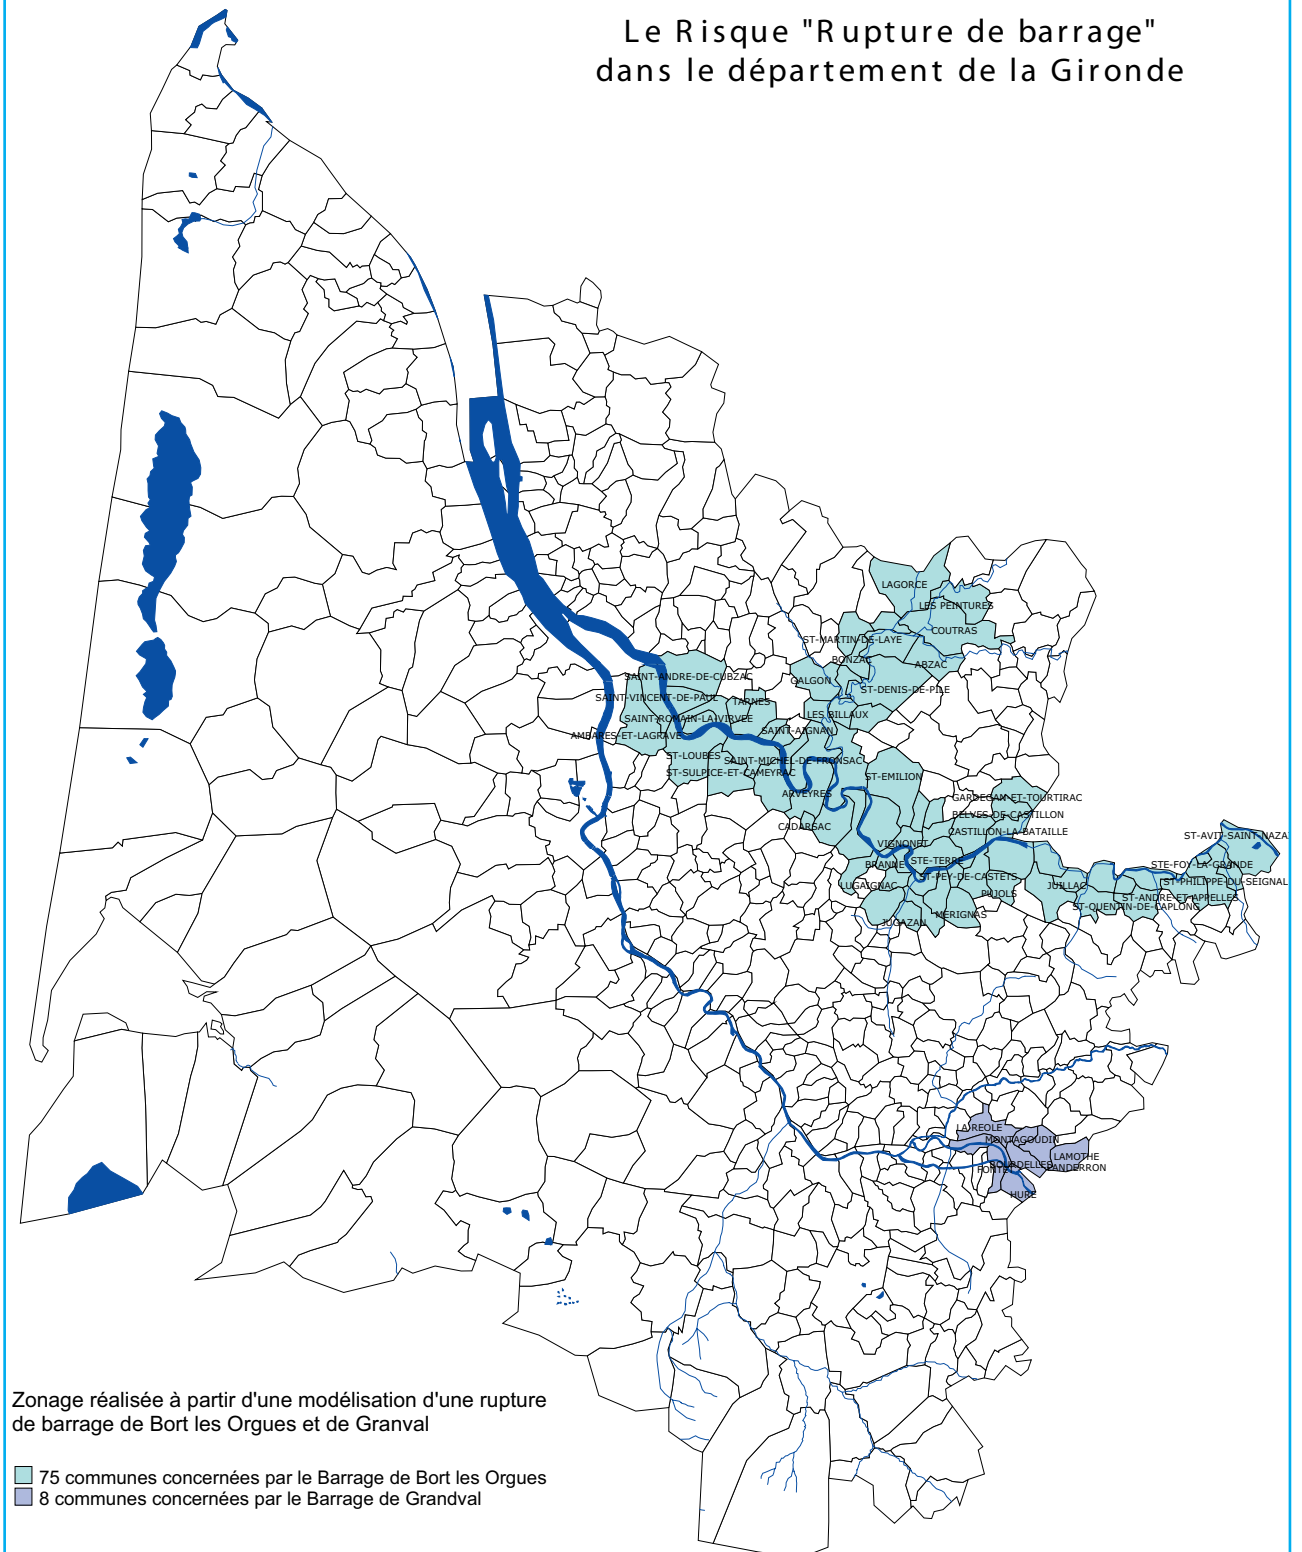 Le Risque "Rupture de barrage"
dans le département de la Gironde
LAGORCE
LES PEINTURES
COUTRAS
ST-MARTIN-DE-LAYE
BONZAC
ABZAC
GALGON
ST-DENIS-DE-PILE
SAINT-ANDRE-DE-CUBZAC
SAINT-VINCENT-DE-PAUL
TARNES
LES BILLAUX
SAINT-ROMAIN-LA-VIRVEE
SAINT-AIGNAN
AMBARES-ET-LAGRAVE
ST-LOUBES
SAINT-MICHEL-DE-FRONSAC
ST-SULPICE-ET-CAMEYRAC
ST-EMILION
ARVEYRES
GARDEGAN-ET-TOURTIRAC
BELVES-DE-CASTILLON
CADARSAC
CASTILLON-LA-BATAILLE
ST-AVIT-SAINT-NAZA
VIGNONET
BRANNE
STE-TERRE
STE-FOY-LA-GRANDE
ST-PEY-DE-CASTETS
ST-PHILIPPE-DU-SEIGNAL
LUGAIGNAC
PUJOLS
JUILLAC
ST-ANDRE-ET-APPELLES
ST-QUENTIN-DE-CAPLONG
MERIGNAS
JUGAZAN
LA REOLE
MONTAGOUDIN
LAMOTHE
LANDERRON
BOURDELLES
FONTET
HURE
Zonage réalisée à partir d'une modélisation d'une rupture
de barrage de Bort les Orgues et de Granval
75 communes concernées par le Barrage de Bort les Orgues
8 communes concernées par le Barrage de Grandval